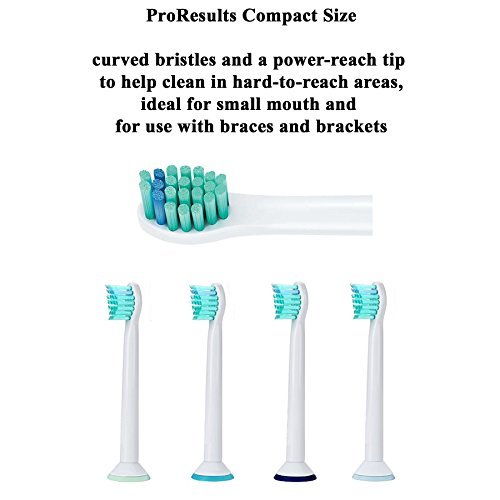 ProResults Compact Size
curved bristles and a power-reach tip
to help clean in hard-to-reach areas,
ideal for small mouth and
for use with braces and brackets